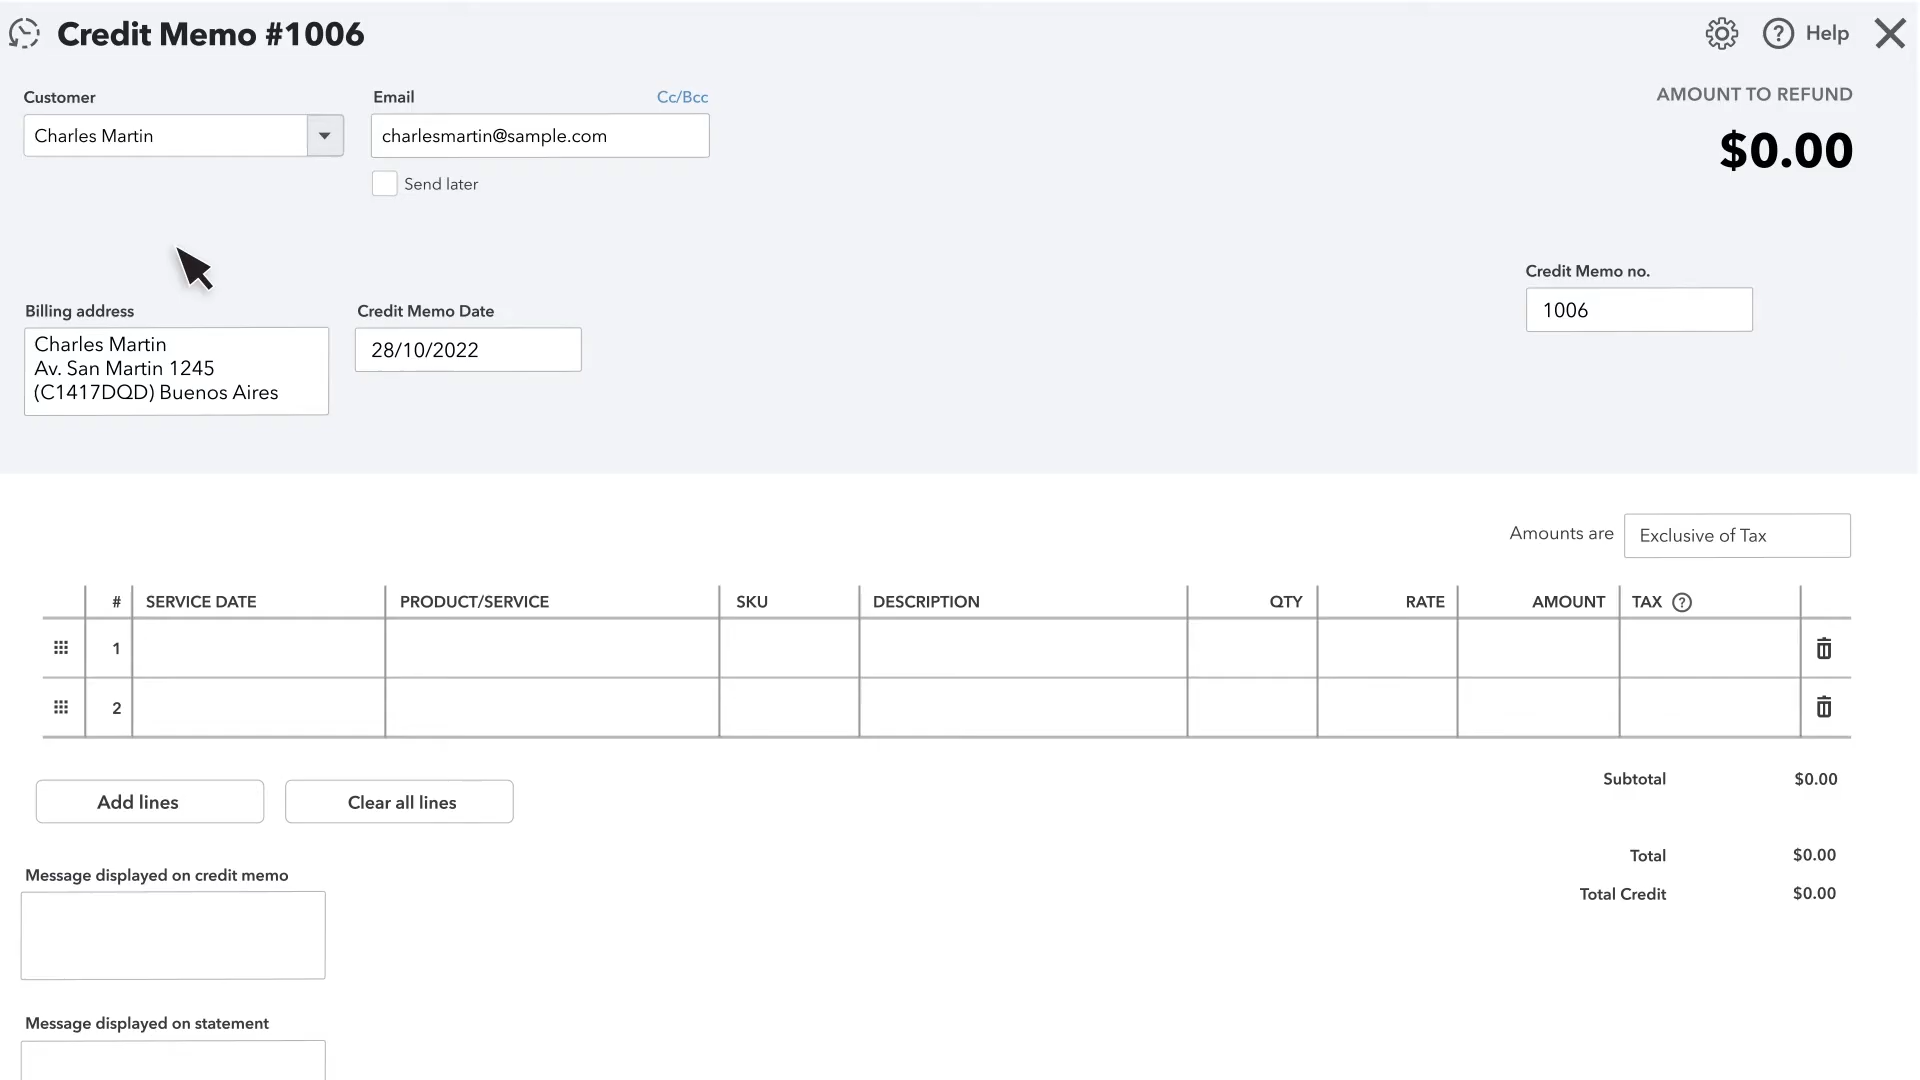 Credit Memo #1006
Help
Customer
Email
Cc/Bcc
AMOUNT TO REFUND
Charles Martin
charlesmartin@sample.com
$0.00
Send later
Credit Memo no.
1006
Billing address
Credit Memo Date
Charles Martin
Av. San Martin 1245
(C1417DQD) Buenos Aires
28/10/2022
Amounts are
Exclusive of Tax
# SERVICE DATE PRODUCT/SERVICE SKU DESCRIPTION QTY RATE AMOUNT TAX ?
1
2
Add lines
Clear all lines
Subtotal $0.00
Total $0.00
Total Credit $0.00
Message displayed on credit memo
Message displayed on statement